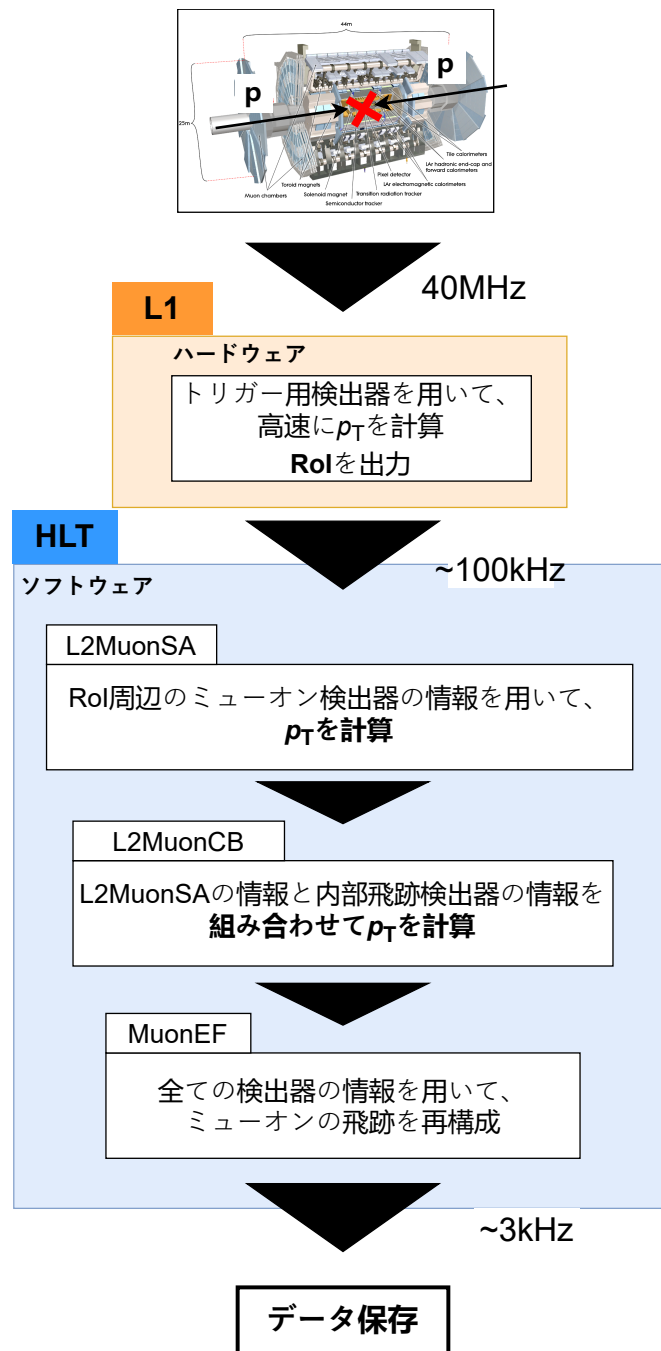 44m
p
p
25m
Tile calorimeters
LAr hadronic end-cap and
forward calorimeters
Pixel detector
Toroid magnets
LAr electromagnetic calorimeters
Muon chambers
Solenoid magnet
Transition radiation tracker
Semiconductor tracker
40MHz
L1
ハードウェア
トリガー用検出器を用いて、
高速にpTを計算
RoIを出力
HLT
~100kHz
ソフトウェア
L2MuonSA
RoI周辺のミューオン検出器の情報を用いて、
pTを計算
L2MuonCB
L2MuonSAの情報と内部飛跡検出器の情報を
組み合わせてpTを計算
MuonEF
全ての検出器の情報を用いて、
ミューオンの飛跡を再構成
~3kHz
データ保存